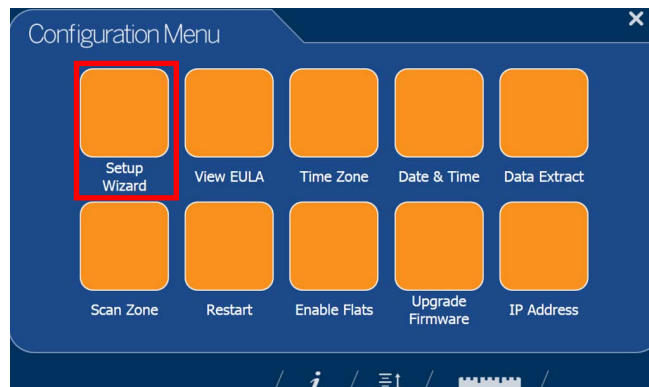 Configuration Menu
Setup
Wizard
View EULA
Time Zone
Date & Time
Data Extract
Scan Zone
Restart
Enable Flats
Upgrade
Firmware
IP Address
i